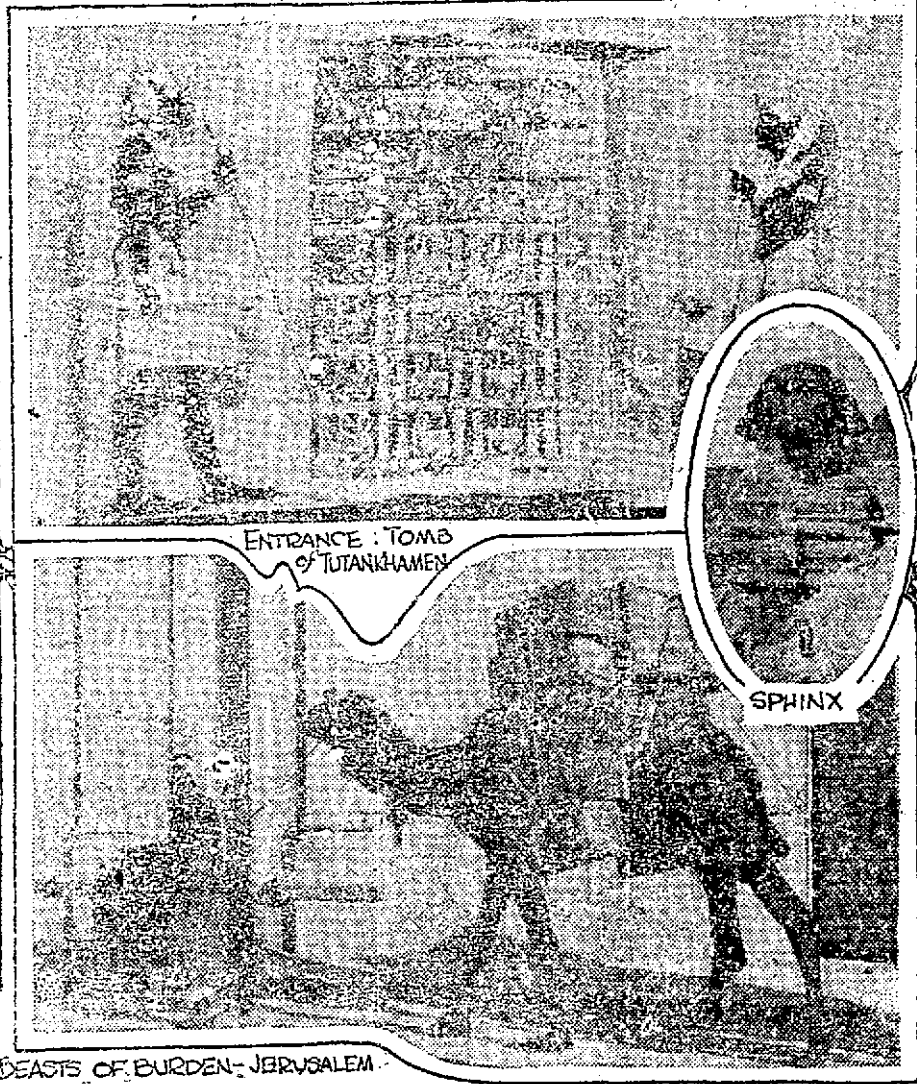 ENTRANCE : TOMB
of TUTANKHAMEN
SPHINX
BEASTS OF BURDEN - JERUSALEM